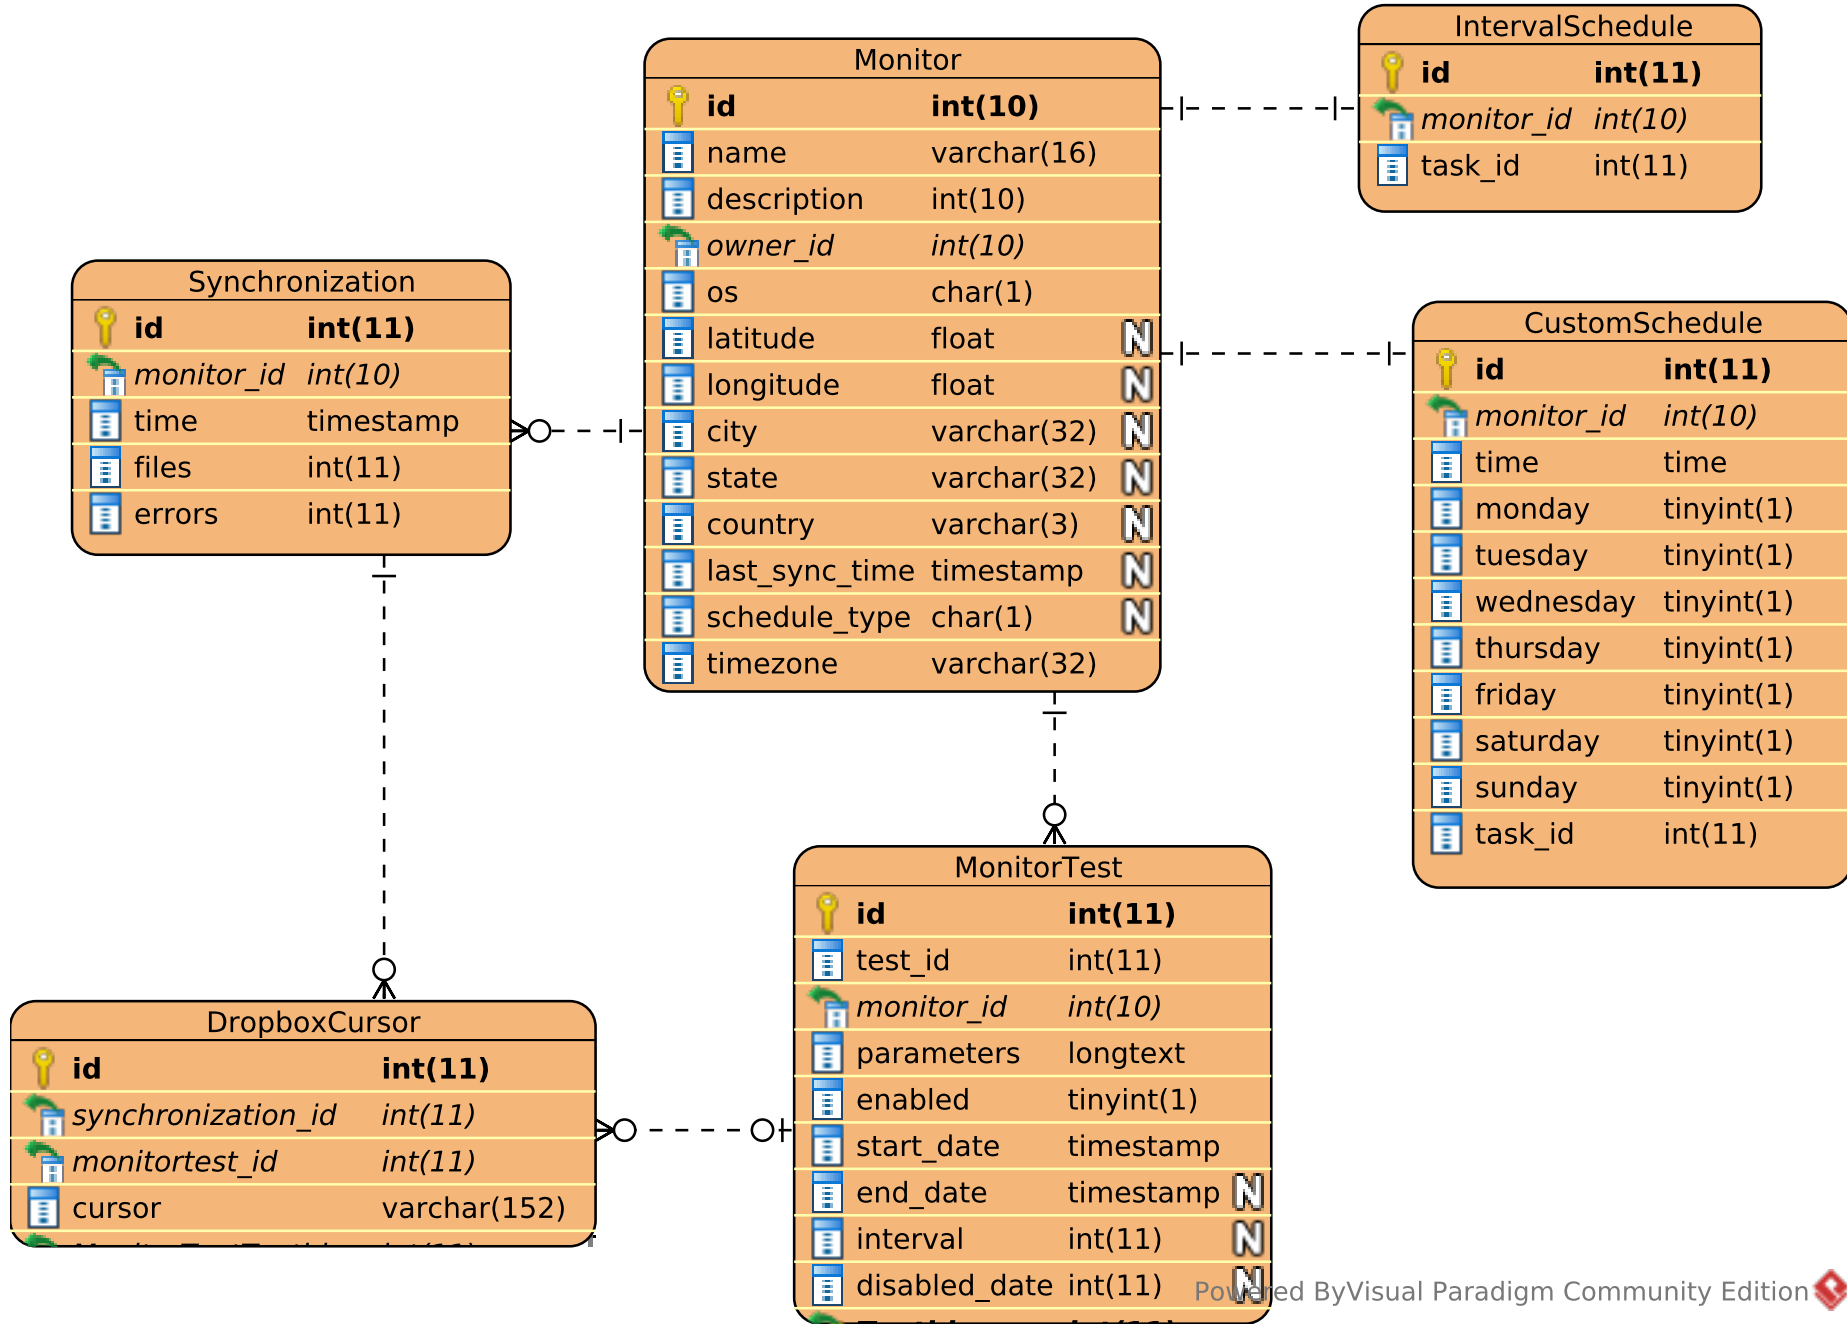 IntervalSchedule
id int(11)
monitor_id int(10)
task_id int(11)
Monitor
id int(10)
name varchar(16)
description int(10)
owner_id int(10)
os char(1)
latitude float N
longitude float N
city varchar(32) N
state varchar(32) N
country varchar(3) N
last_sync_time timestamp N
schedule_type char(1) N
timezone varchar(32)
Synchronization
id int(11)
monitor_id int(10)
time timestamp
files int(11)
errors int(11)
CustomSchedule
id int(11)
monitor_id int(10)
time time
monday tinyint(1)
tuesday tinyint(1)
wednesday tinyint(1)
thursday tinyint(1)
friday tinyint(1)
saturday tinyint(1)
sunday tinyint(1)
task_id int(11)
MonitorTest
id int(11)
test_id int(11)
monitor_id int(10)
parameters longtext
enabled tinyint(1)
start_date timestamp
end_date timestamp N
interval int(11) N
disabled_date int(11) N
DropboxCursor
id int(11)
synchronization_id int(11)
monitortest_id int(11)
cursor varchar(152)
Powered ByVisual Paradigm Community Edition